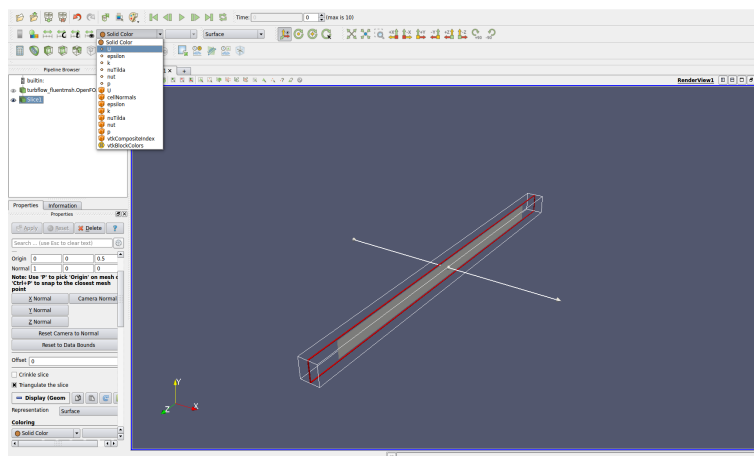 Time: 0 0 (max is 10)
Solid Color Surface
Solid Color
U
epsilon
k
nuTilda
nut
p
U
cellNormals
epsilon
k
nuTilda
nut
p
vtkCompositeIndex
vtkBlockColors
Pipeline Browser
builtin:
turbflow_fluentmsh.OpenFO
Slice1
1 X +
RenderView1
Properties Information
Properties
Apply Reset Delete ?
Search ... (use Esc to clear text)
Origin 0 0 0.5
Normal 1 0 0
Note: Use 'P' to pick 'Origin' on mesh o
'Ctrl+P' to snap to the closest mesh
point
X Normal Camera Normal
Y Normal
Z Normal
Reset Camera to Normal
Reset to Data Bounds
Offset 0
Crinkle slice
Triangulate the slice
Display (Geom
Representation Surface
Coloring
Solid Color
Y
Z X